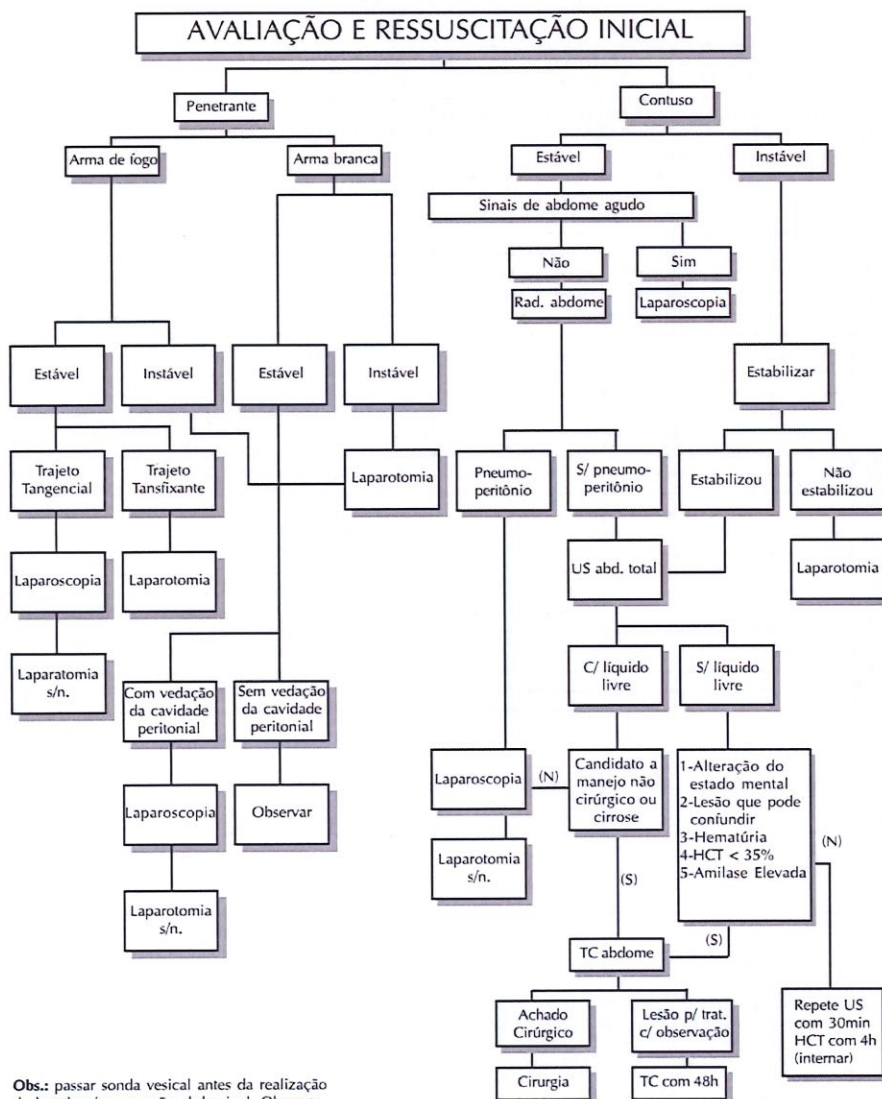 AVALIAÇÃO E RESSUSCITAÇÃO INICIAL
Penetrante
Contuso
Arma de fogo
Arma branca
Estável
Instável
Sinais de abdome agudo
Não
Sim
Rad. abdome
Laparoscopia
Estável
Instável
Estável
Instável
Estabilizar
Trajeto
Tangencial
Trajeto
Tansfixante
Laparotomia
Pneumo-
peritônio
S/ pneumo-
peritônio
Estabilizou
Não
estabilizou
Laparoscopia
Laparotomia
US abd. total
Laparotomia
Laparatomia
s/n.
Com vedação
da cavidade
peritonial
Sem vedação
da cavidade
peritonial
C/ líquido
livre
S/ líquido
livre
Laparoscopia
Observar
Laparoscopia
(N)
Candidato a
manejo não
cirúrgico ou
cirrose
1-Alteração do
estado mental
2-Lesão que pode
confundir
3-Hematúria
4-HCT < 35%
5-Amilase Elevada
(N)
Laparotomia
s/n.
Laparotomia
s/n.
(S)
(S)
TC abdome
Achado
Cirúrgico
Lesão p/ trat.
c/ observação
Repete US
com 30min
HCT com 4h
(internar)
Cirurgia
TC com 48h
Obs.: passar sonda vesical antes da realização